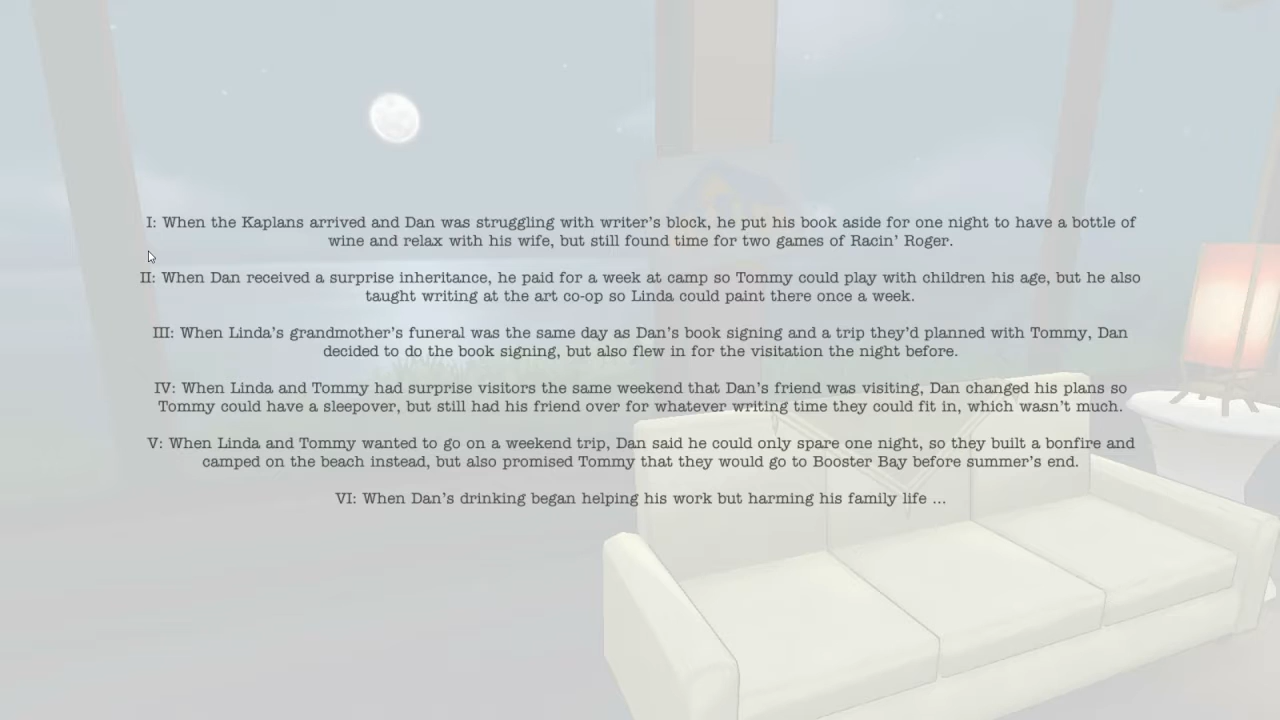 I: When the Kaplans arrived and Dan was struggling with writer's block, he put his book aside for one night to have a bottle of
wine and relax with his wife, but still found time for two games of Racin' Roger.
II: When Dan received a surprise inheritance, he paid for a week at camp so Tommy could play with children his age, but he also
taught writing at the art co-op so Linda could paint there once a week.
III: When Linda's grandmother's funeral was the same day as Dan's book signing and a trip they'd planned with Tommy, Dan
decided to do the book signing, but also flew in for the visitation the night before.
IV: When Linda and Tommy had surprise visitors the same weekend that Dan's friend was visiting, Dan changed his plans so
Tommy could have a sleepover, but still had his friend over for whatever writing time they could fit in, which wasn't much.
V: When Linda and Tommy wanted to go on a weekend trip, Dan said he could only spare one night, so they built a bonfire and
camped on the beach instead, but also promised Tommy that they would go to Booster Bay before summer's end.
VI: When Dan's drinking began helping his work but harming his family life ...